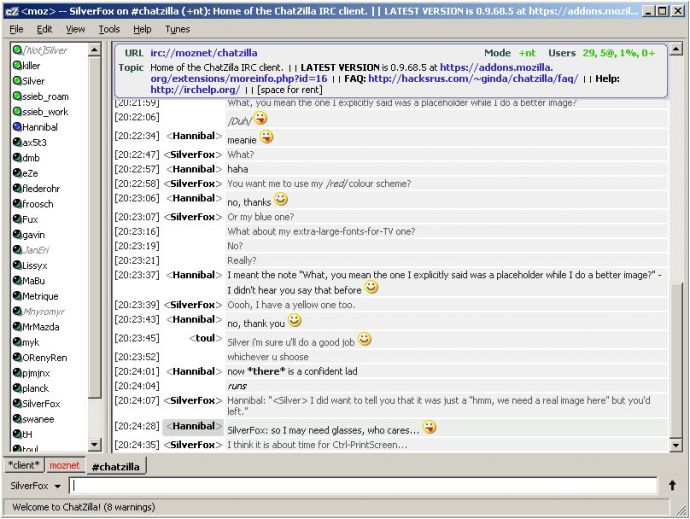 <moz> -- SilverFox on #chatzilla (+nt): Home of the ChatZilla IRC client. || LATEST VERSION is 0.9.68.5 at https://addons.mozil...
File Edit View Tools Tunes
[Not]Silver
killer
Silver
ssieb_roam
ssieb_work
Hannibal
ax5t3
dmb
eZe
flederohr
froosch
Fux
gavin
JanEri
Lissyx
MaBu
Metrique
Mnyromyr
MrMazda
myk
ORenyRen
pjmjnx
planck
SilverFox
swanee
tH
toul
URL irc://moznet/chatzilla Mode +nt Users 29, 5@, 1%, 0+
Topic Home of the ChatZilla IRC client. || LATEST VERSION is 0.9.68.5 at https://addons.mozilla.
org/extensions/moreinfo.php?id=16 || FAQ: http://hacksrus.com/~ginda/chatzilla/faq/ || Help:
http://irchelp.org/ || [space for rent]
[20:21:59] What, you mean the one I explicitly said was a placeholder while I do a better image?
[20:22:06] /Duh/
[20:22:34] <Hannibal> meanie
[20:22:47] <SilverFox> What?
[20:22:57] <Hannibal> haha
[20:22:58] <SilverFox> You want me to use my /red/ colour scheme?
[20:23:06] <Hannibal> no, thanks
[20:23:07] <SilverFox> Or my blue one?
[20:23:16] What about my extra-large-fonts-for-TV one?
[20:23:19] No?
[20:23:21] Really?
[20:23:37] <Hannibal> I meant the note "What, you mean the one I explicitly said was a placeholder while I do a better image?" -
I didn't hear you say that before
[20:23:39] <SilverFox> Oooh, I have a yellow one too.
[20:23:43] <Hannibal> no, thank you
[20:23:45] <toul> Silver i'm sure u'll do a good job
[20:23:52] whichever u shoose
[20:24:01] <Hannibal> now *there* is a confident lad
[20:24:04] runs
[20:24:07] <SilverFox> Hannibal: "<Silver> I did want to tell you that it was just a "hmm, we need a real image here" but you'd
left."
[20:24:28] <Hannibal> SilverFox: so I may need glasses, who cares...
[20:24:35] <SilverFox> I think it is about time for Ctrl-PrintScreen...
*client* moznet #chatzilla
SilverFox
Welcome to ChatZilla! (8 warnings)